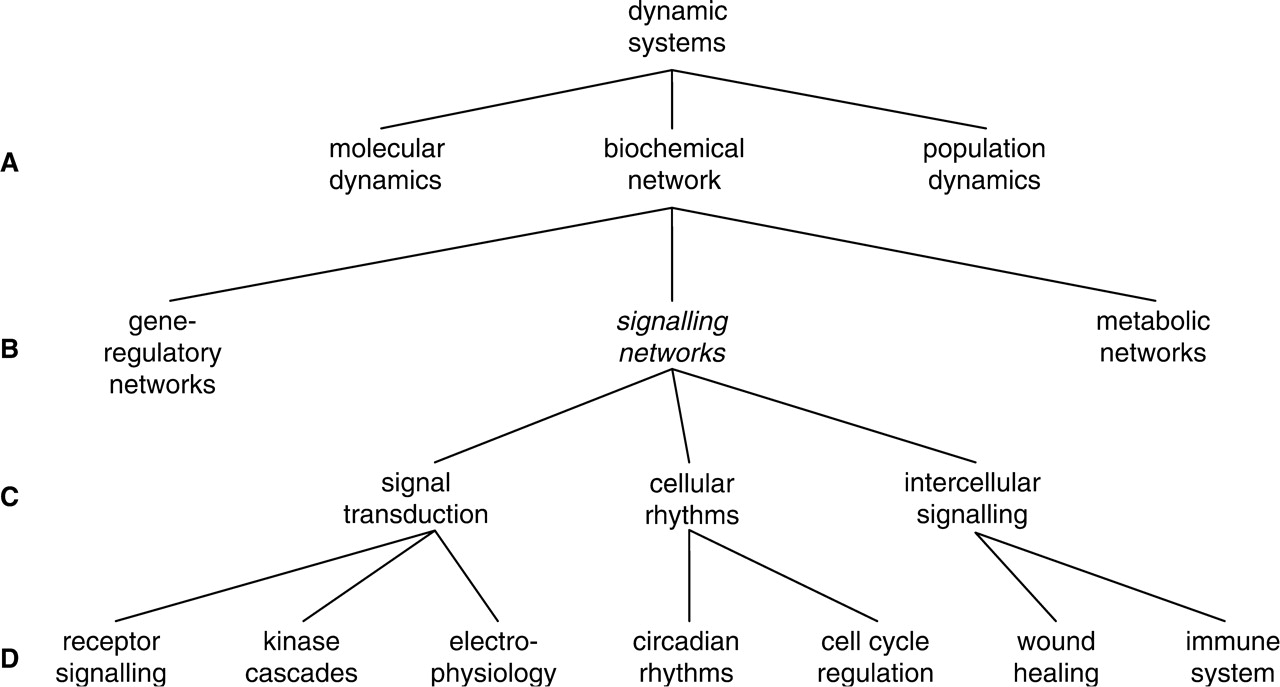 dynamic
systems
A
molecular
dynamics
biochemical
network
population
dynamics
B
gene-
regulatory
networks
signalling
networks
metabolic
networks
C
signal
transduction
cellular
rhythms
intercellular
signalling
D
receptor
signalling
kinase
cascades
electro-
physiology
circadian
rhythms
cell cycle
regulation
wound
healing
immune
system